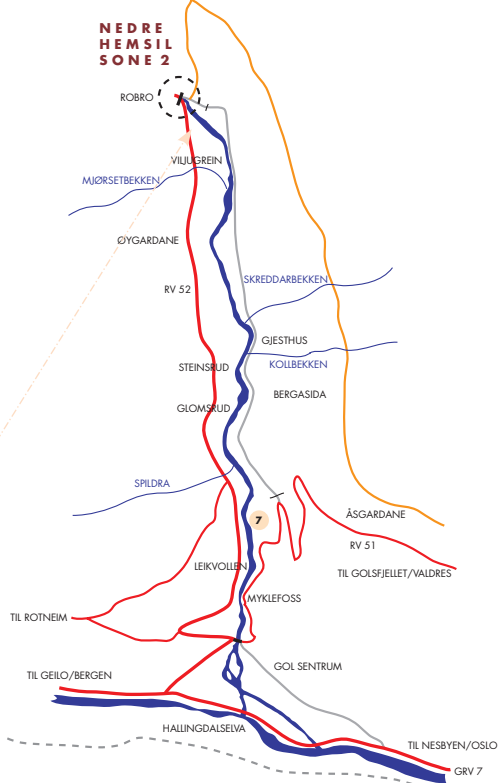 NEDRE
HEMSIL
SONE 2
ROBRO
VILJUGREIN
MJØRSETBEKKEN
ØYGARDANE
SKREDDARBEKKEN
RV 52
GJESTHUS
STEINSRUD
KOLLBEKKEN
BERGASIDA
GLOMSRUD
SPILDRA
7
ÅSGARDANE
RV 51
LEIKVOLLEN
TIL GOLSFJELLET/VALDRES
MYKLEFOSS
TIL ROTNEIM
GOL SENTRUM
TIL GEILO/BERGEN
HALLINGDALSELVA
TIL NESBYEN/OSLO
GRV 7